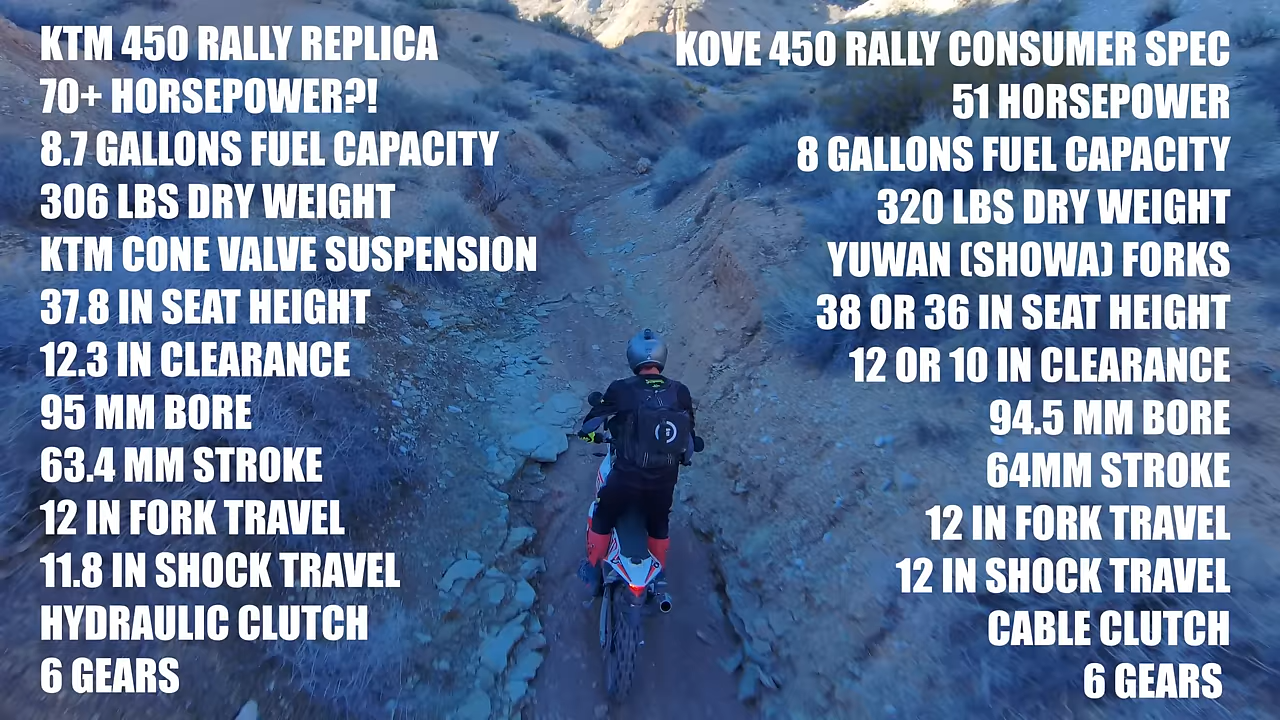 KTM 450 RALLY REPLICA
70+ HORSEPOWER?!
8.7 GALLONS FUEL CAPACITY
306 LBS DRY WEIGHT
KTM CONE VALVE SUSPENSION
37.8 IN SEAT HEIGHT
12.3 IN CLEARANCE
95 MM BORE
63.4 MM STROKE
12 IN FORK TRAVEL
11.8 IN SHOCK TRAVEL
HYDRAULIC CLUTCH
6 GEARS
KOVE 450 RALLY CONSUMER SPEC
51 HORSEPOWER
8 GALLONS FUEL CAPACITY
320 LBS DRY WEIGHT
YUWAN (SHOWA) FORKS
38 OR 36 IN SEAT HEIGHT
12 OR 10 IN CLEARANCE
94.5 MM BORE
64MM STROKE
12 IN FORK TRAVEL
12 IN SHOCK TRAVEL
CABLE CLUTCH
6 GEARS